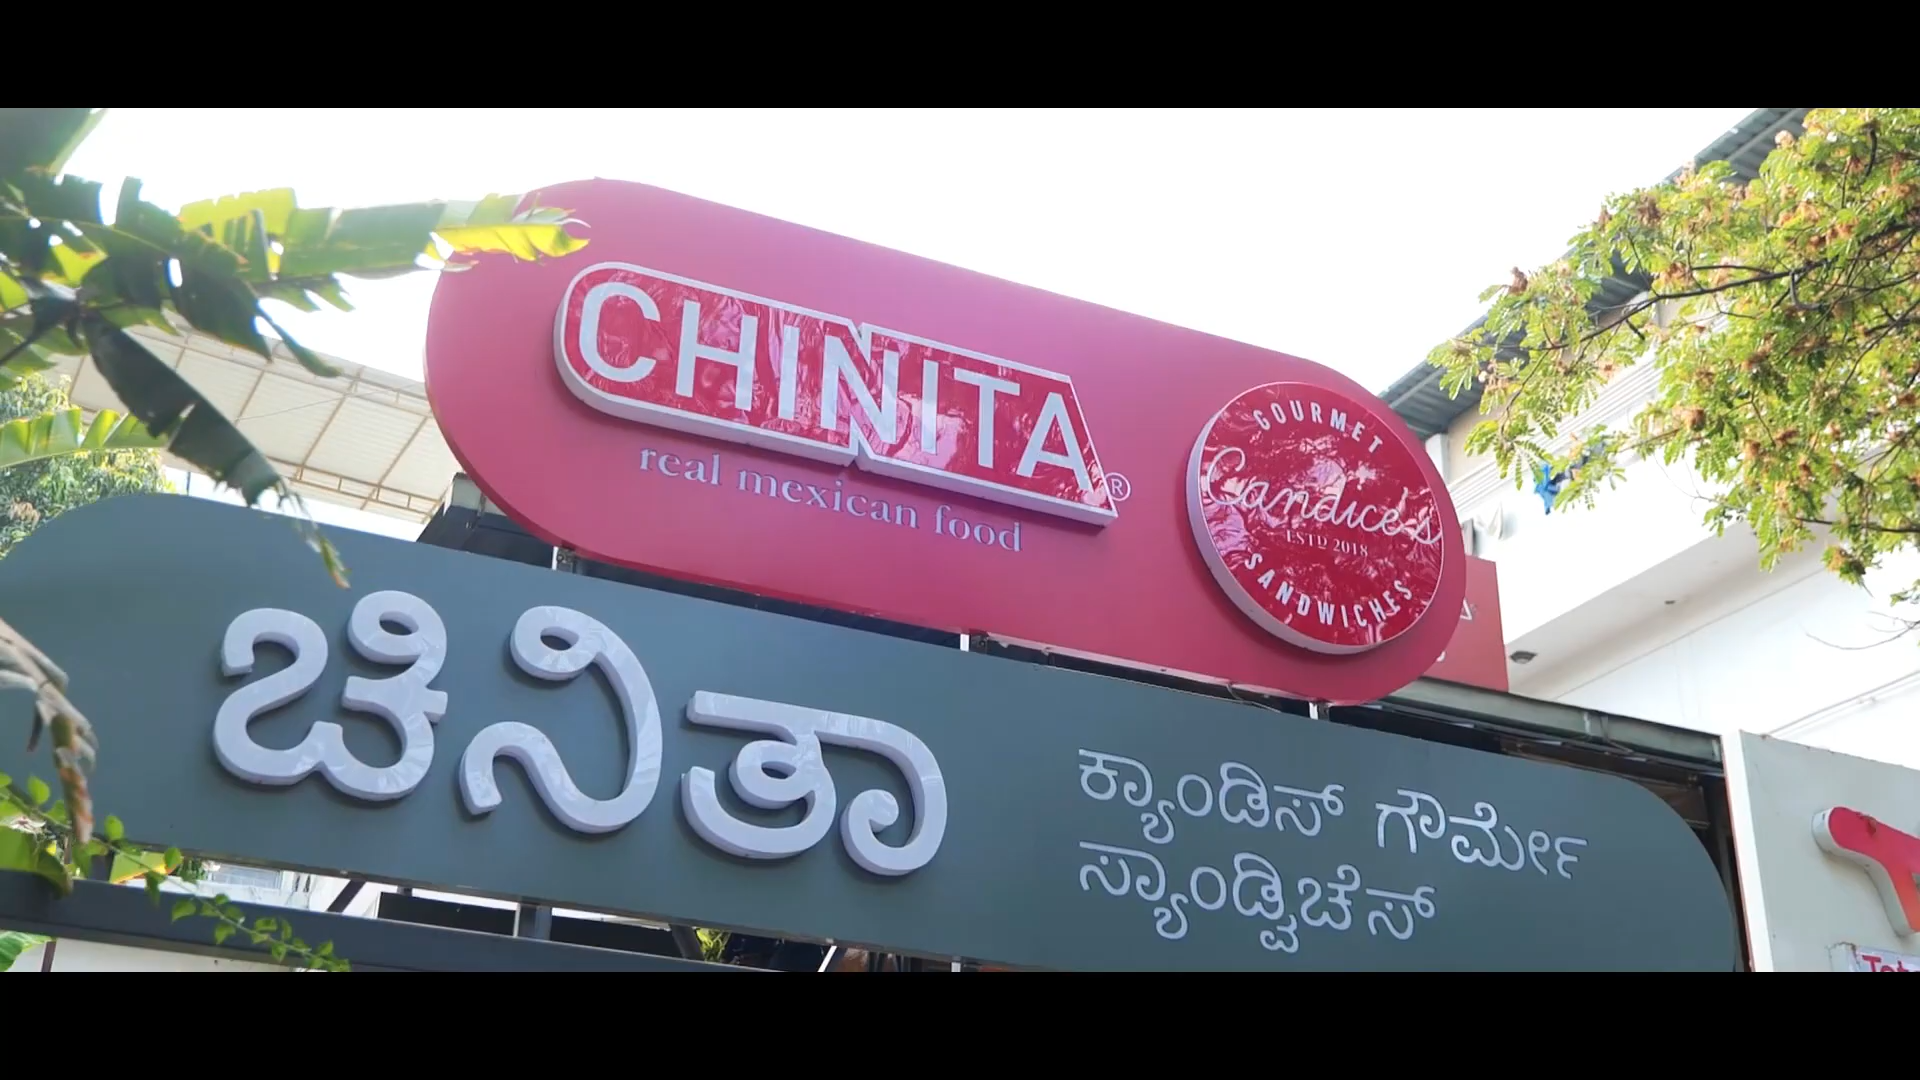 CHINITA®
real mexican food
GOURMET
Candice's
ESTD 2018
SANDWICHES
ಚಿನಿತಾ
ಕ್ಯಾಂಡಿಸ್ ಗೌರ್ಮೇ
ಸ್ಯಾಂಡ್ವಿಚೆಸ್